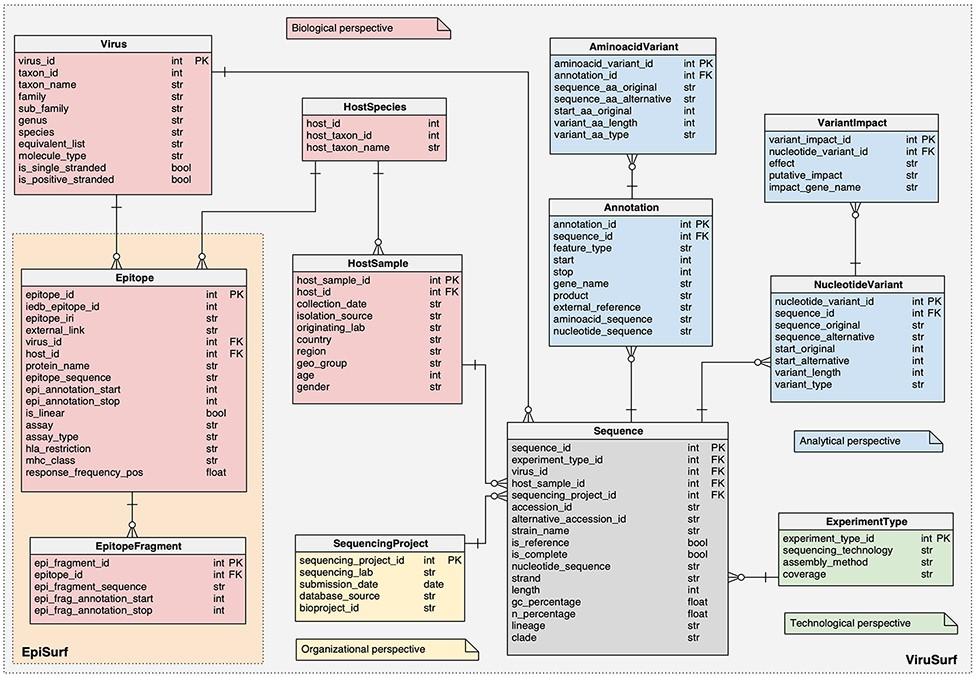 Biological perspective
Virus
virus_id int PK
taxon_id int
taxon_name str
family str
sub_family str
genus str
species str
equivalent_list str
molecule_type str
is_single_stranded bool
is_positive_stranded bool
HostSpecies
host_id int
host_taxon_id int
host_taxon_name str
AminoacidVariant
aminoacid_variant_id int PK
annotation_id int FK
sequence_aa_original str
sequence_aa_alternative str
start_aa_original int
variant_aa_length int
variant_aa_type str
VariantImpact
variant_impact_id int PK
nucleotide_variant_id int FK
effect str
putative_impact str
impact_gene_name str
Annotation
annotation_id int PK
sequence_id int FK
feature_type str
start int
stop int
gene_name str
product str
external_reference str
aminoacid_sequence str
nucleotide_sequence str
Epitope
epitope_id int PK
iedb_epitope_id int
epitope_iri str
external_link str
virus_id int FK
host_id int FK
protein_name str
epitope_sequence str
epi_annotation_start int
epi_annotation_stop int
is_linear bool
assay str
assay_type str
hla_restriction str
mhc_class str
response_frequency_pos float
HostSample
host_sample_id int PK
host_id int FK
collection_date str
isolation_source str
originating_lab str
country str
region str
geo_group str
age int
gender str
NucleotideVariant
nucleotide_variant_id int PK
sequence_id int FK
sequence_original str
sequence_alternative str
start_original int
start_alternative int
variant_length int
variant_type str
Analytical perspective
Sequence
sequence_id int PK
experiment_type_id int FK
virus_id int FK
host_sample_id int FK
sequencing_project_id int FK
accession_id str
alternative_accession_id str
strain_name str
is_reference bool
is_complete bool
nucleotide_sequence str
strand str
length int
gc_percentage float
n_percentage float
lineage str
clade str
EpitopeFragment
epi_fragment_id int PK
epitope_id int FK
epi_fragment_sequence str
epi_frag_annotation_start int
epi_frag_annotation_stop int
SequencingProject
sequencing_project_id int PK
sequencing_lab str
submission_date date
database_source str
bioproject_id str
ExperimentType
experiment_type_id int PK
sequencing_technology str
assembly_method str
coverage str
Technological perspective
Organizational perspective
EpiSurf
ViruSurf